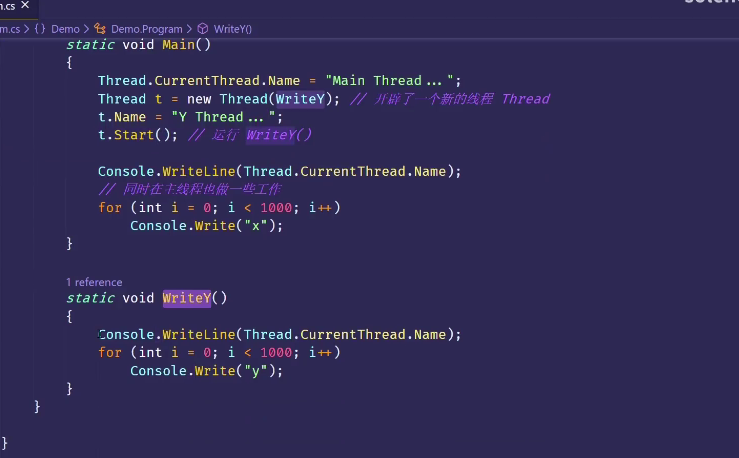 m.cs ×
m.cs > {} Demo > Demo.Program > WriteY()
static void Main()
{
Thread.CurrentThread.Name = "Main Thread...";
Thread t = new Thread(WriteY); // 开辟了一个新的线程 Thread
t.Name = "Y Thread...";
t.Start(); // 运行 WriteY()
Console.WriteLine(Thread.CurrentThread.Name);
// 同时在主线程也做一些工作
for (int i = 0; i < 1000; i++)
Console.Write("x");
}
1 reference
static void WriteY()
{
Console.WriteLine(Thread.CurrentThread.Name);
for (int i = 0; i < 1000; i++)
Console.Write("y");
}
}
}